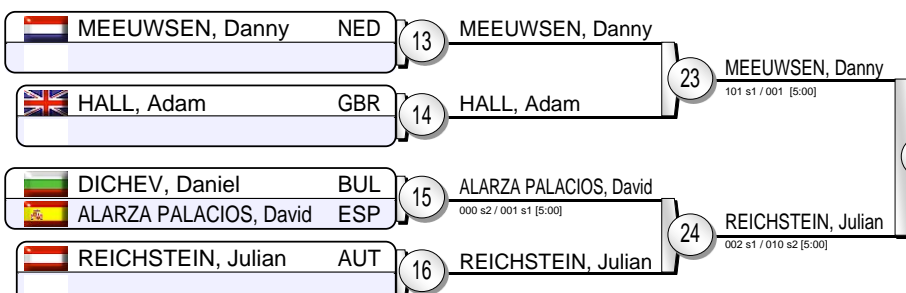 MEEUWSEN, Danny NED
13
MEEUWSEN, Danny
HALL, Adam GBR
14
HALL, Adam
23
MEEUWSEN, Danny
101 s1 / 001 [5:00]
DICHEV, Daniel BUL
ALARZA PALACIOS, David ESP
15
ALARZA PALACIOS, David
000 s2 / 001 s1 [5:00]
REICHSTEIN, Julian AUT
16
REICHSTEIN, Julian
24
REICHSTEIN, Julian
002 s1 / 010 s2 [5:00]